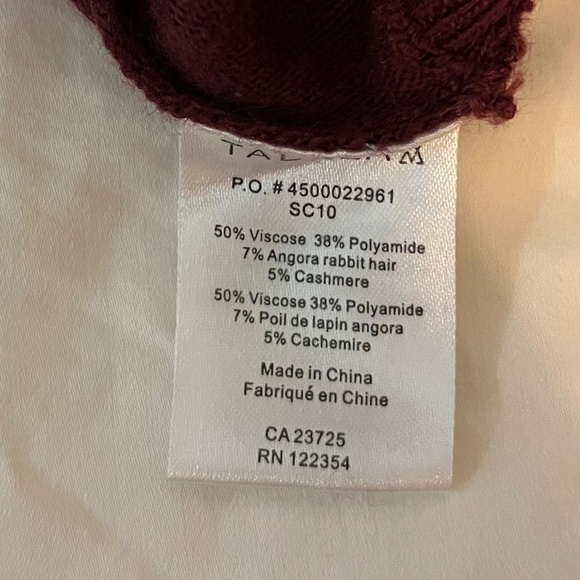 P.O. # 4500022961
SC10
50% Viscose 38% Polyamide
7% Angora rabbit hair
5% Cashmere
50% Viscose 38% Polyamide
7% Poil de lapin angora
5% Cachemire
Made in China
Fabriqué en Chine
CA 23725
RN 122354